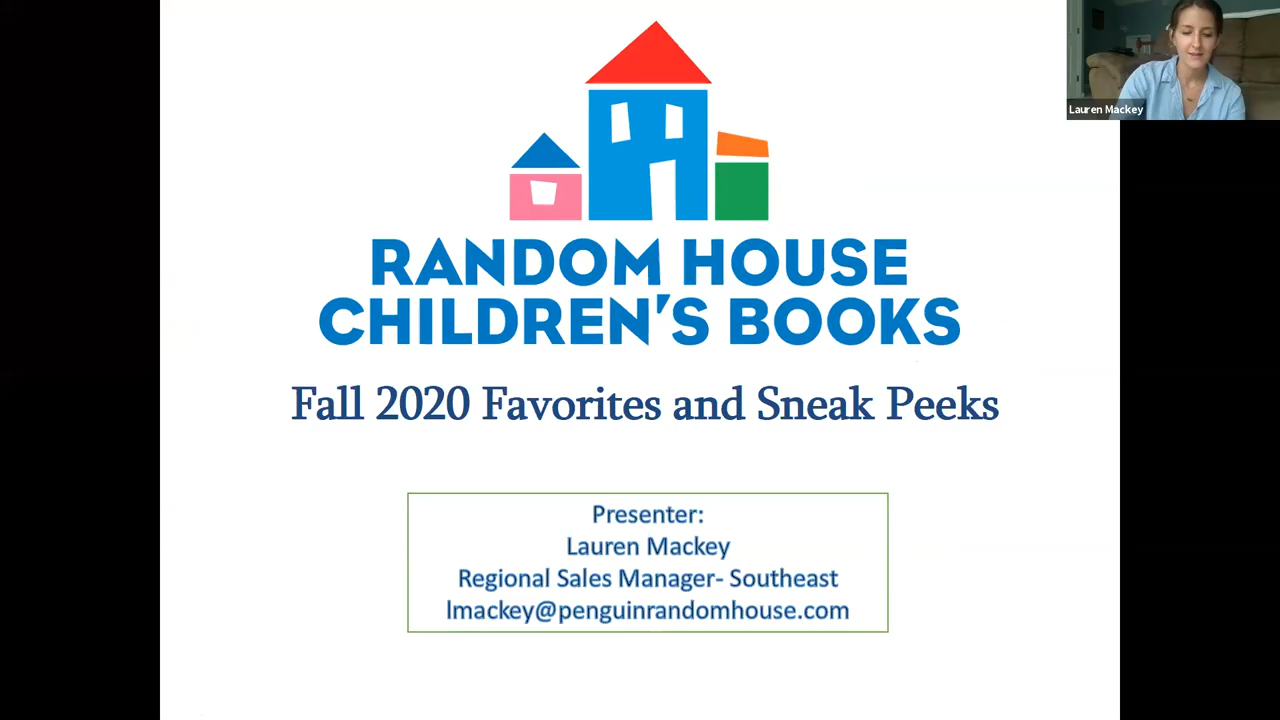 Lauren Mackey
RANDOM HOUSE
CHILDREN'S BOOKS
Fall 2020 Favorites and Sneak Peeks
Presenter:
Lauren Mackey
Regional Sales Manager- Southeast
lmackey@penguinrandomhouse.com